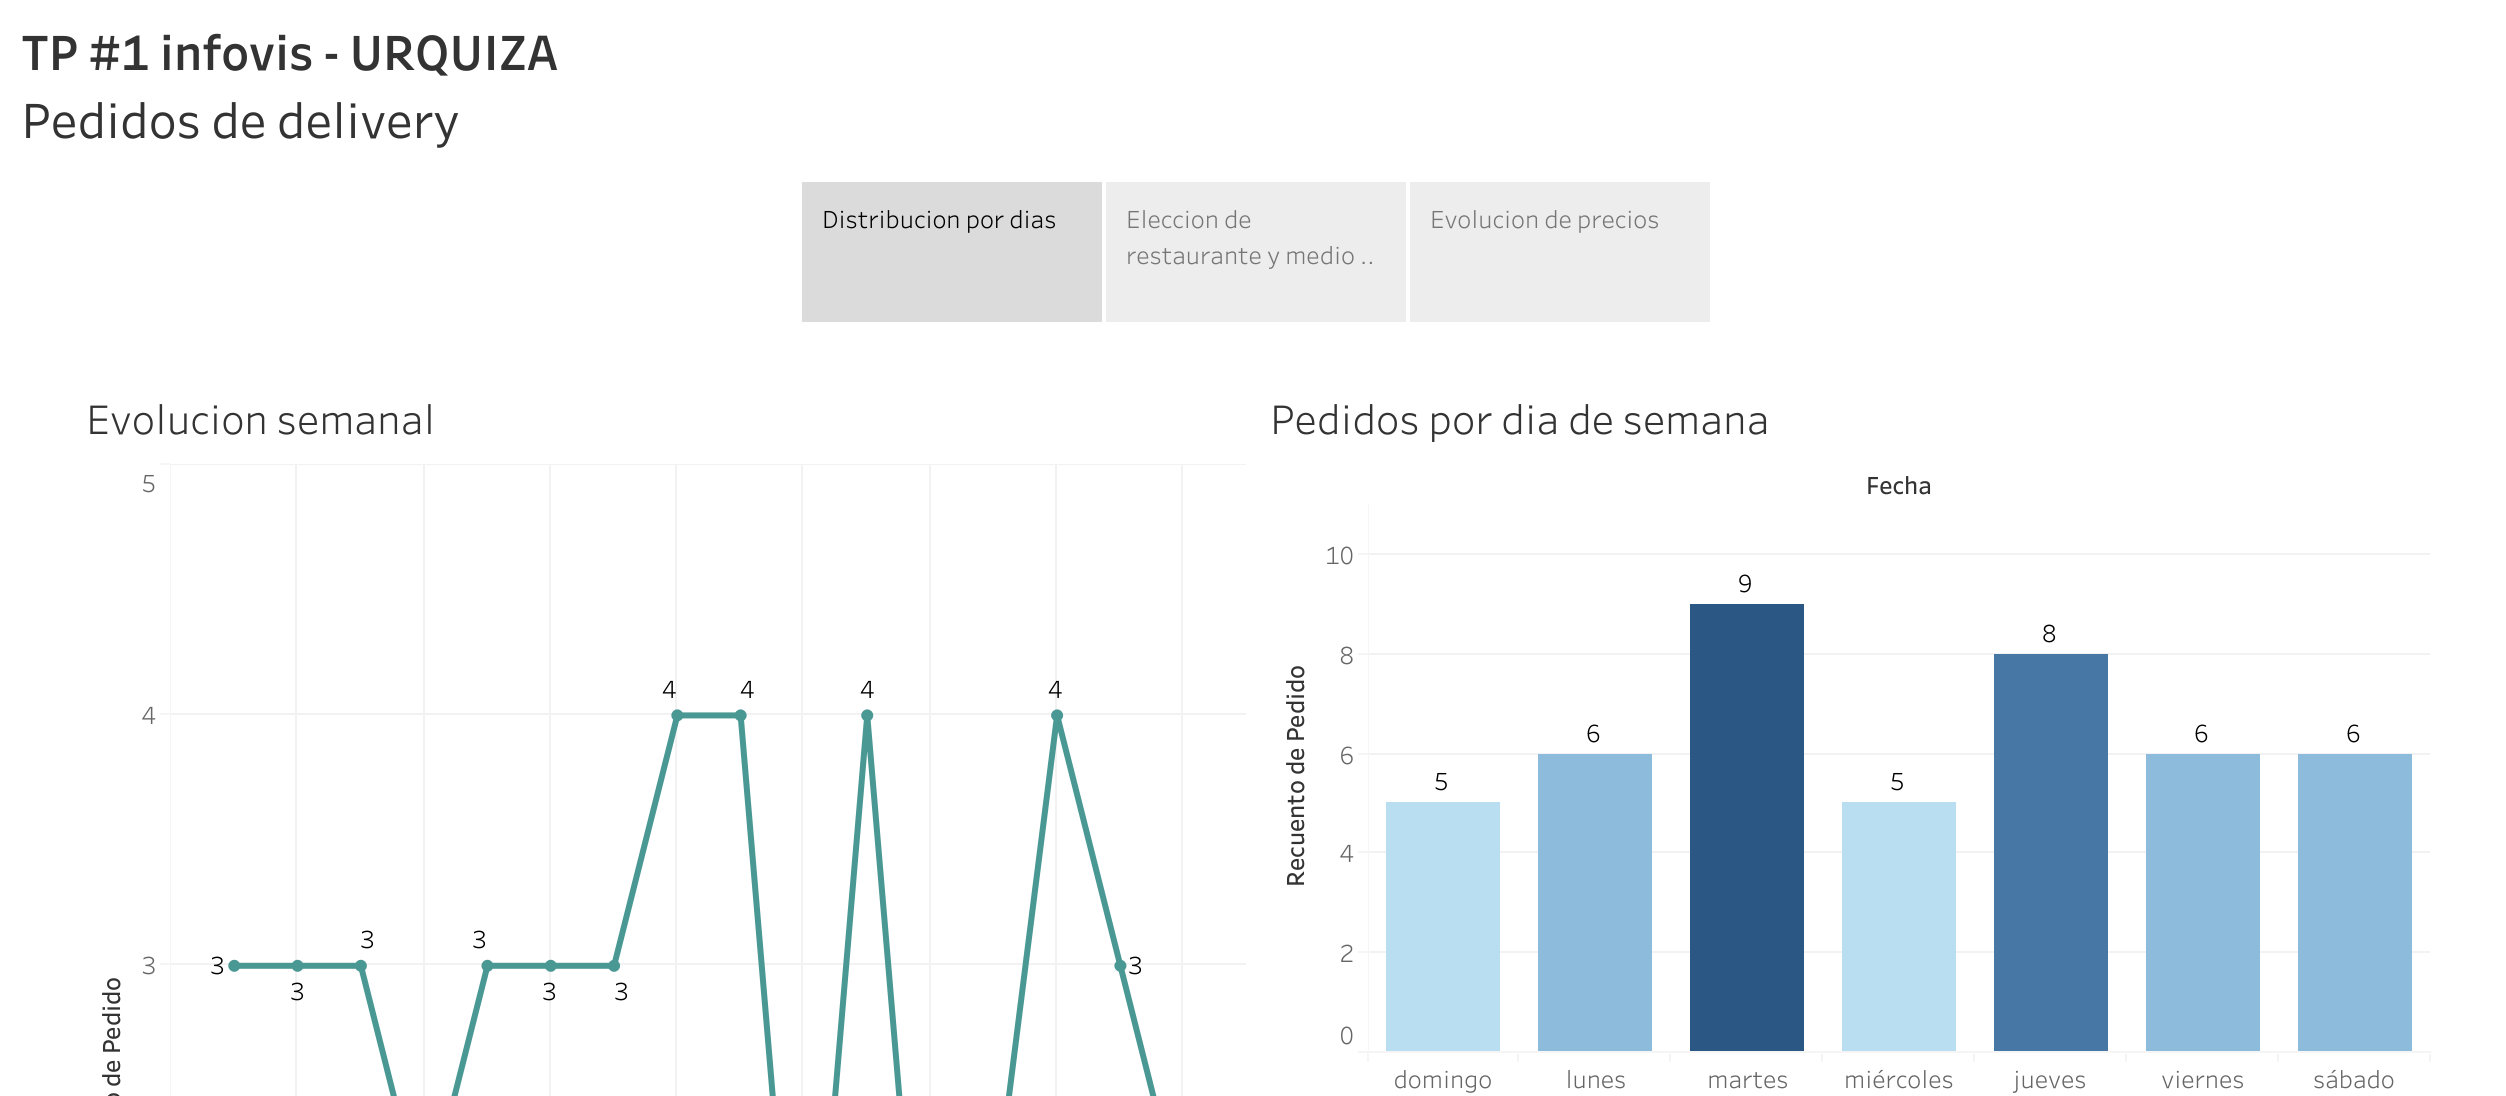 TP #1 infovis - URQUIZA
Pedidos de delivery
Distribucion por dias
Eleccion de
restaurante y medio ..
Evolucion de precios
Evolucion semanal
5
4
3
de Pedido
3
3
3
3
3
3
4
4
4
4
3
Pedidos por dia de semana
Fecha
Recuento de Pedido
10
8
6
4
2
0
5
6
9
5
8
6
6
domingo
lunes
martes
miércoles
jueves
viernes
sábado